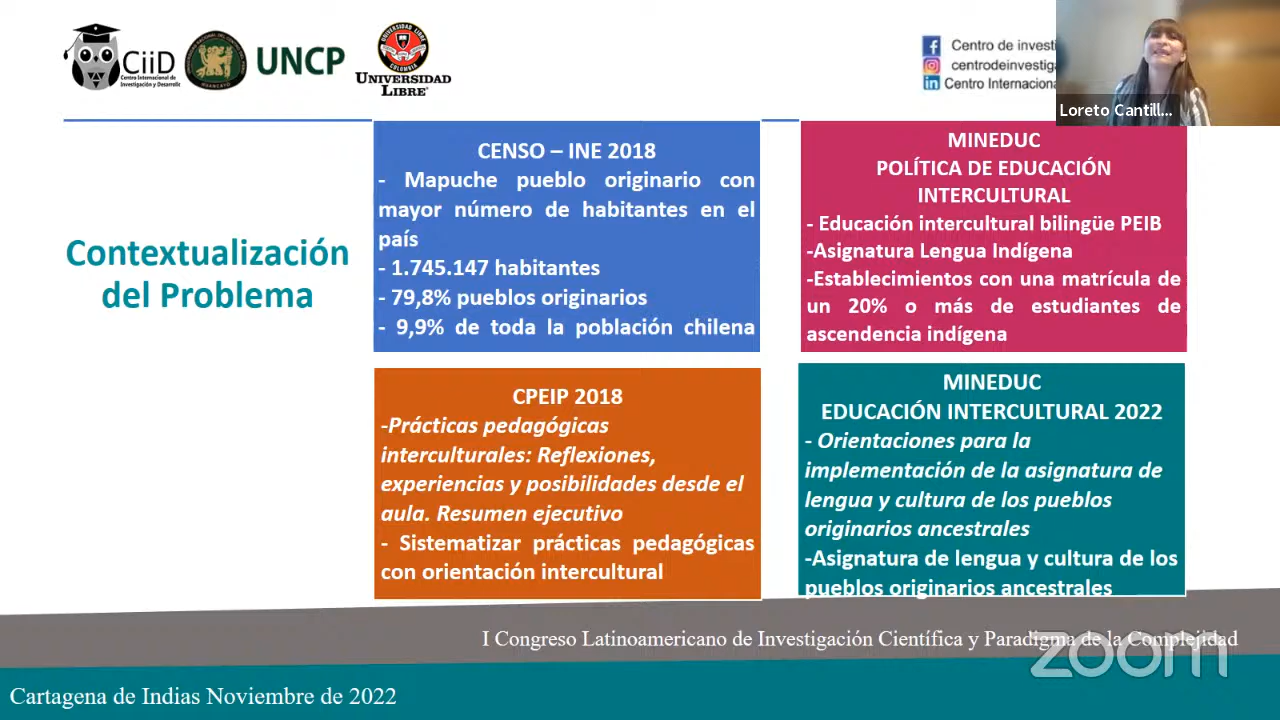 CiiD
Centro Internacional de
Investigación y Desarrollo
UNCP
UNIVERSIDAD LIBRE
COLOMBIA
UNIVERSIDAD
LIBRE
Centro de investi
centrodeinvestiga
Centro Internaciona
Loreto Cantill...
Contextualización
del Problema
CENSO – INE 2018
- Mapuche pueblo originario con
mayor número de habitantes en el
país
- 1.745.147 habitantes
- 79,8% pueblos originarios
- 9,9% de toda la población chilena
MINEDUC
POLÍTICA DE EDUCACIÓN
INTERCULTURAL
- Educación intercultural bilingüe PEIB
-Asignatura Lengua Indígena
-Establecimientos con una matrícula de
un 20% o más de estudiantes de
ascendencia indígena
CPEIP 2018
-Prácticas pedagógicas
interculturales: Reflexiones,
experiencias y posibilidades desde el
aula. Resumen ejecutivo
- Sistematizar prácticas pedagógicas
con orientación intercultural
MINEDUC
EDUCACIÓN INTERCULTURAL 2022
- Orientaciones para la
implementación de la asignatura de
lengua y cultura de los pueblos
originarios ancestrales
-Asignatura de lengua y cultura de los
pueblos originarios ancestrales
I Congreso Latinoamericano de Investigación Científica y Paradigma de la Complejidad
zoom
Cartagena de Indias Noviembre de 2022